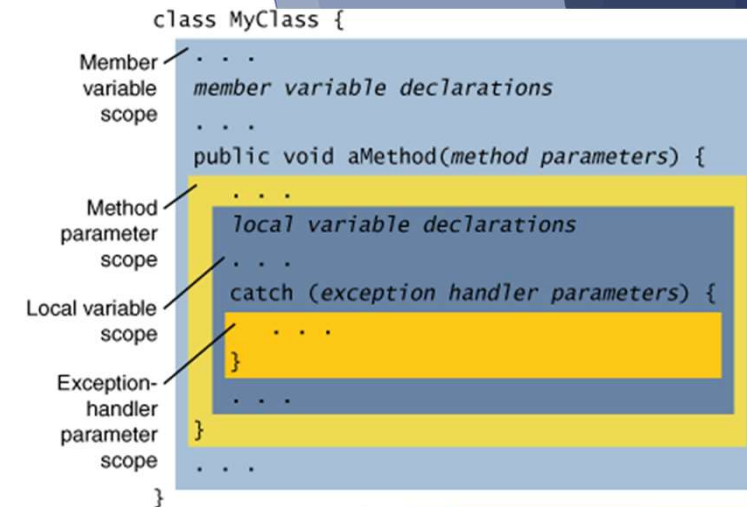 class MyClass {
. . .
Member
variable
scope
member variable declarations
. . .
public void aMethod(method parameters) {
. . .
Method
parameter
scope
local variable declarations
. . .
Local variable
scope
catch (exception handler parameters) {
. . .
}
Exception-
handler
parameter
scope
. . .
}
. . .
}